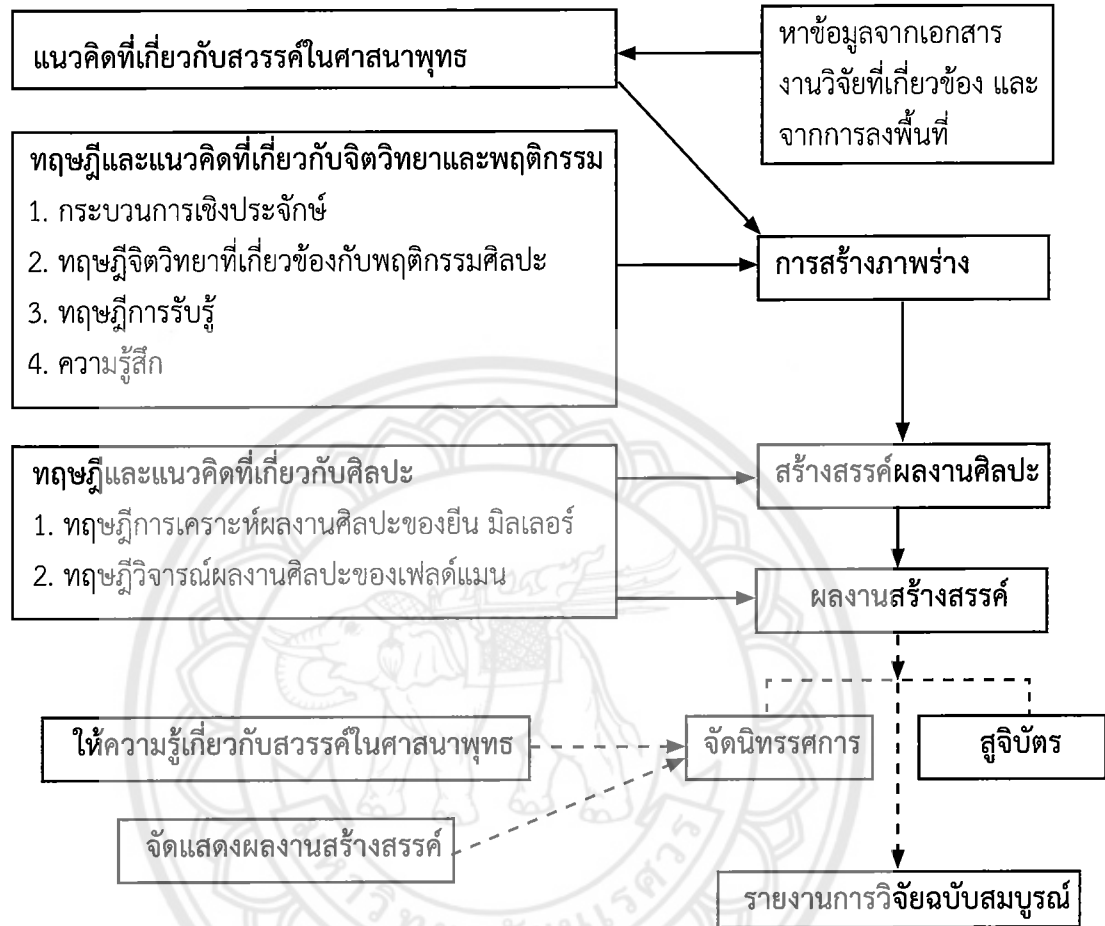 แนวคิดที่เกี่ยวกับสวรรค์ในศาสนาพุทธ
หาข้อมูลจากเอกสาร
งานวิจัยที่เกี่ยวข้อง และ
จากการลงพื้นที่
ทฤษฎีและแนวคิดที่เกี่ยวกับจิตวิทยาและพฤติกรรม
1. กระบวนการเชิงประจักษ์
2. ทฤษฎีจิตวิทยาที่เกี่ยวข้องกับพฤติกรรมศิลปะ
3. ทฤษฎีการรับรู้
4. ความรู้สึก
การสร้างภาพร่าง
ทฤษฎีและแนวคิดที่เกี่ยวกับศิลปะ
1. ทฤษฎีการเคราะห์ผลงานศิลปะของยีน มิลเลอร์
2. ทฤษฎีวิจารณ์ผลงานศิลปะของเฟลด์แมน
สร้างสรรค์ผลงานศิลปะ
ผลงานสร้างสรรค์
ให้ความรู้เกี่ยวกับสวรรค์ในศาสนาพุทธ
จัดนิทรรศการ
สูจิบัตร
จัดแสดงผลงานสร้างสรรค์
รายงานการวิจัยฉบับสมบูรณ์